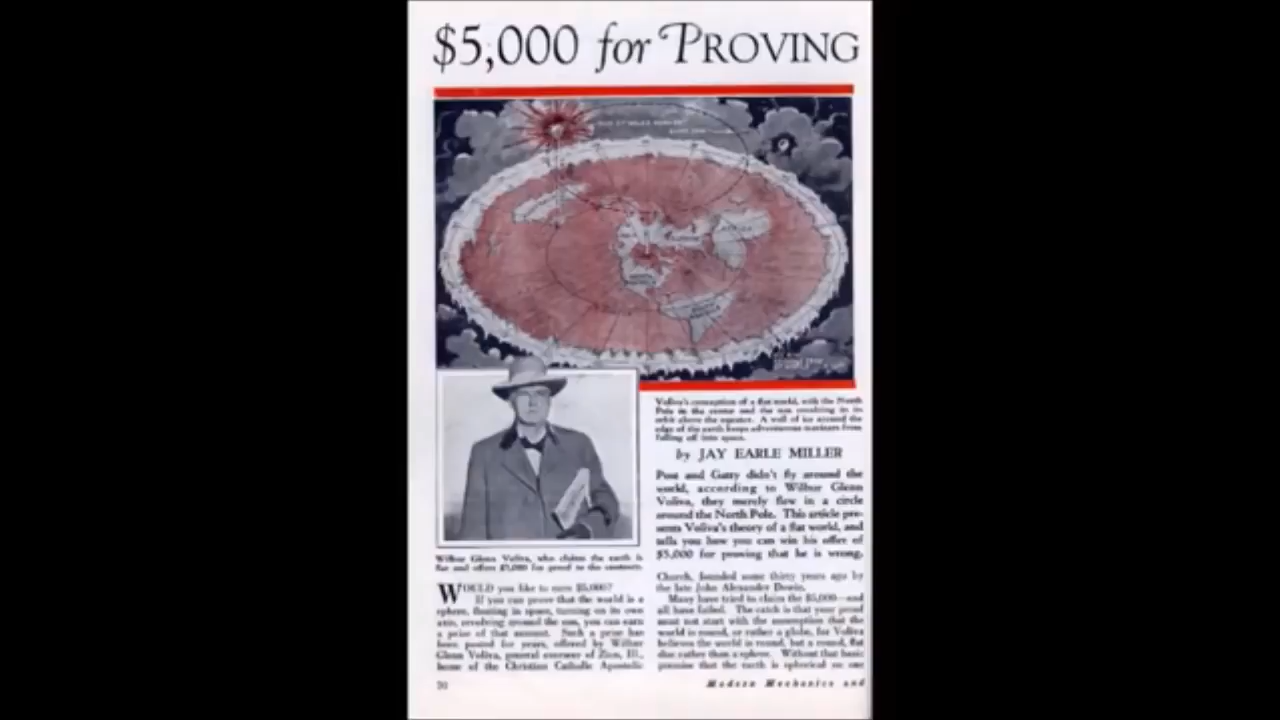 $5,000 for PROVING
Voliva's conception of a flat world, with the North
Pole in the center and the sun revolving in its
orbit above the equator. A wall of ice around the
edge of the earth keeps adventurous mariners from
falling off into space.
by JAY EARLE MILLER
Post and Gatty didn't fly around the
world, according to Wilbur Glenn
Voliva, they merely flew in a circle
around the North Pole. This article pre-
sents Voliva's theory of a flat world, and
tells you how you can win his offer of
$5,000 for proving that he is wrong.
Wilbur Glenn Voliva, who claims the earth is
flat and offers $5,000 for proof to the contrary.
WOULD you like to earn $5,000?
If you can prove that the world is a
sphere, floating in space, turning on its own
axis, revolving around the sun, you can earn
a prize of that amount. Such a prize has
been posted for years, offered by Wilbur
Glenn Voliva, general overseer of Zion, Ill.,
home of the Christian Catholic Apostolic
Church, founded some thirty years ago by
the late John Alexander Dowie.
Many have tried to claim the $5,000—and
all have failed. The catch is that your proof
must not start with the assumption that the
world is round, or rather a globe, for Voliva
believes the world is round, but a round, flat
disc rather than a sphere. Without that basic
premise that the earth is spherical no one
Modern Mechanics and